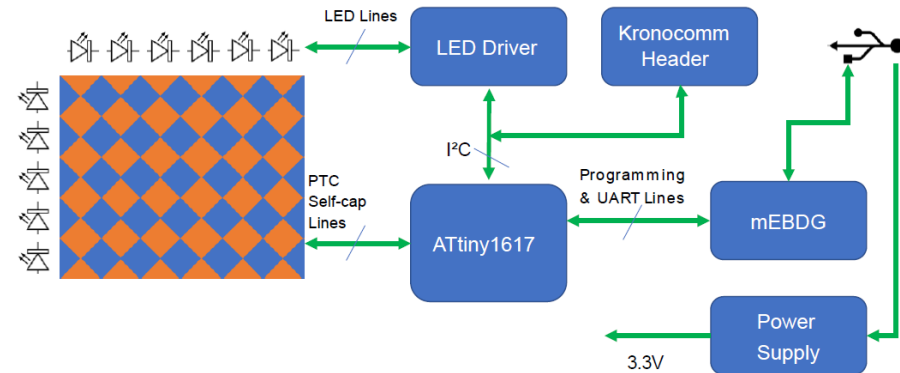 LED Lines
LED Driver
Kronocomm
Header
I²C
PTC
Self-cap
Lines
Programming
& UART Lines
ATtiny1617
mEBDG
Power
Supply
3.3V